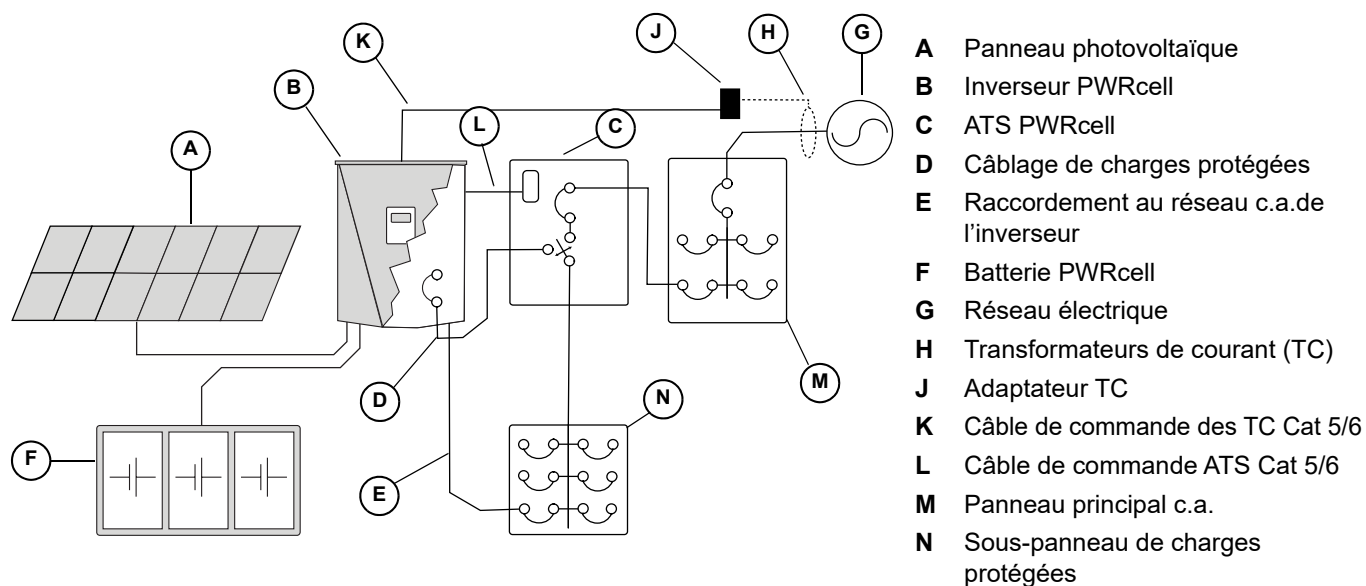 K
J
H
G
B
L
C
A
D
M
N
F
E
A Panneau photovoltaïque
B Inverseur PWRcell
C ATS PWRcell
D Câblage de charges protégées
E Raccordement au réseau c.a.de
l’inverseur
F Batterie PWRcell
G Réseau électrique
H Transformateurs de courant (TC)
J Adaptateur TC
K Câble de commande des TC Cat 5/6
L Câble de commande ATS Cat 5/6
M Panneau principal c.a.
N Sous-panneau de charges
protégées